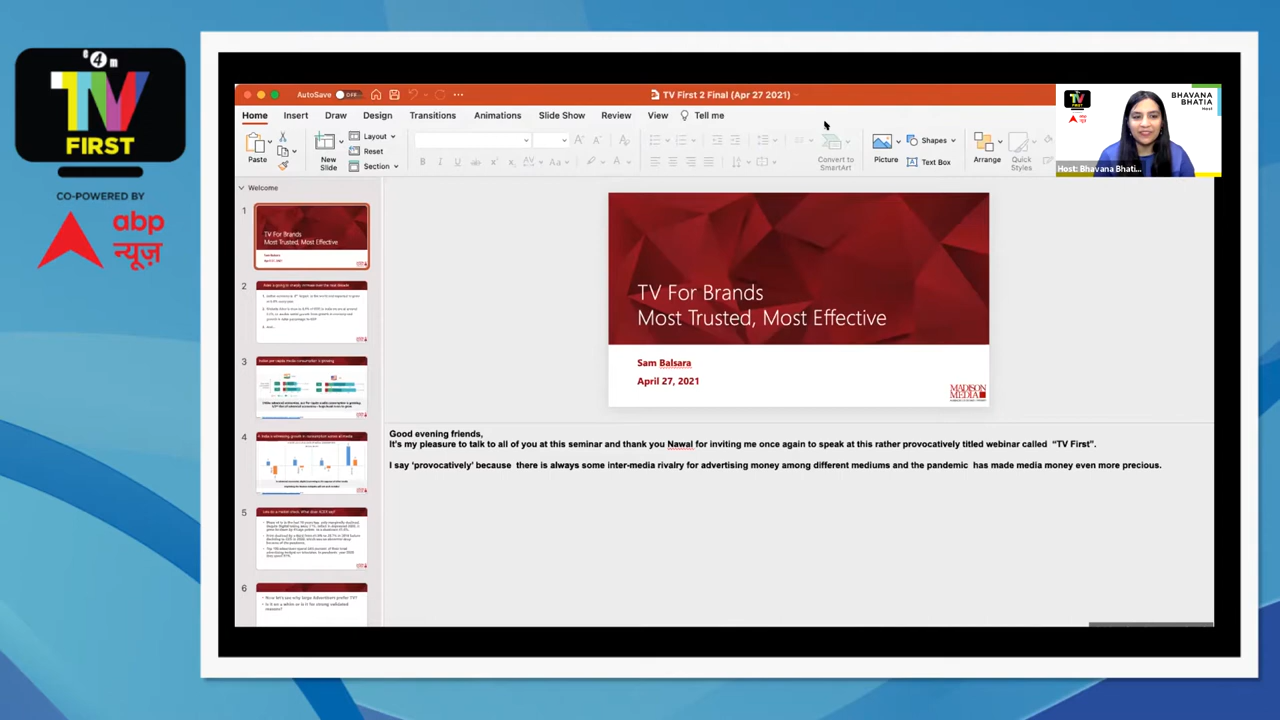 e4m
TV
FIRST
CO-POWERED BY
abp
न्यूज़
AutoSave OFF
TV First 2 Final (Apr 27 2021)
Home Insert Draw Design Transitions Animations Slide Show Review View Tell me
Paste
New
Slide
Layout
Reset
Section
Convert to
SmartArt
Picture
Shapes
Text Box
Arrange
Quick
Styles
BHAVANA
BHATIA
Host
Host: Bhavana Bhati...
Welcome
1
TV For Brands
Most Trusted, Most Effective
Sam Balsara
April 27, 2021
2
3
4
5
6
TV For Brands
Most Trusted, Most Effective
Sam Balsara
April 27, 2021
MADISON
MEDIA
Good evening friends,
It's my pleasure to talk to all of you at this seminar and thank you Nawal for inviting me once again to speak at this rather provocatively titled webinar called “TV First”.
I say ‘provocatively’ because there is always some inter-media rivalry for advertising money among different mediums and the pandemic has made media money even more precious.